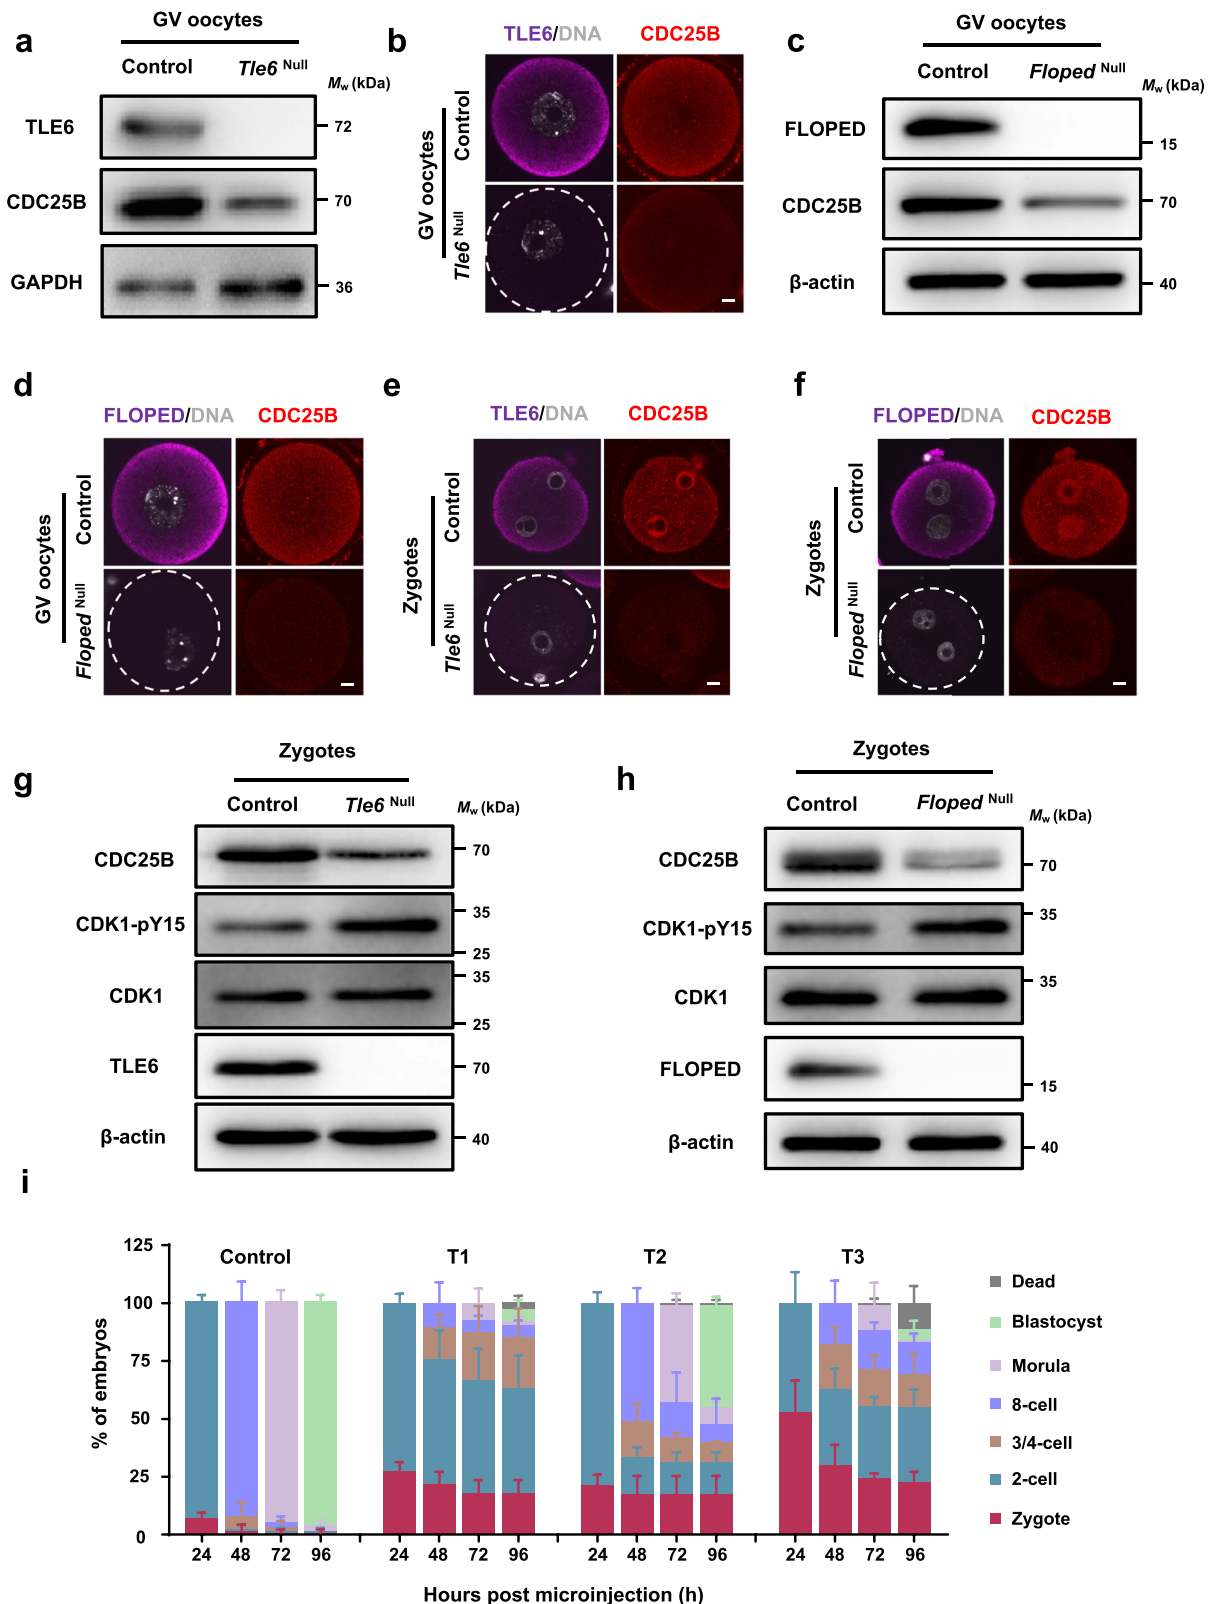 a
GV oocytes
Control
Tle6 Null
Mw (kDa)
TLE6
72
CDC25B
70
GAPDH
36
b
TLE6/DNA
CDC25B
GV oocytes
Control
Tle6 Null
c
GV oocytes
Control
Floped Null
Mw (kDa)
FLOPED
15
CDC25B
70
β-actin
40
d
FLOPED/DNA
CDC25B
GV oocytes
Control
Floped Null
e
TLE6/DNA
CDC25B
Zygotes
Control
Tle6 Null
f
FLOPED/DNA
CDC25B
Zygotes
Control
Floped Null
g
Zygotes
Control
Tle6 Null
Mw (kDa)
CDC25B
70
CDK1-pY15
35
25
CDK1
35
25
TLE6
70
β-actin
40
h
Zygotes
Control
Floped Null
Mw (kDa)
CDC25B
70
CDK1-pY15
35
CDK1
35
FLOPED
15
β-actin
40
i
% of embryos
125
100
75
50
25
0
Control
T1
T2
T3
24 48 72 96 24 48 72 96 24 48 72 96 24 48 72 96
Hours post microinjection (h)
Dead
Blastocyst
Morula
8-cell
3/4-cell
2-cell
Zygote